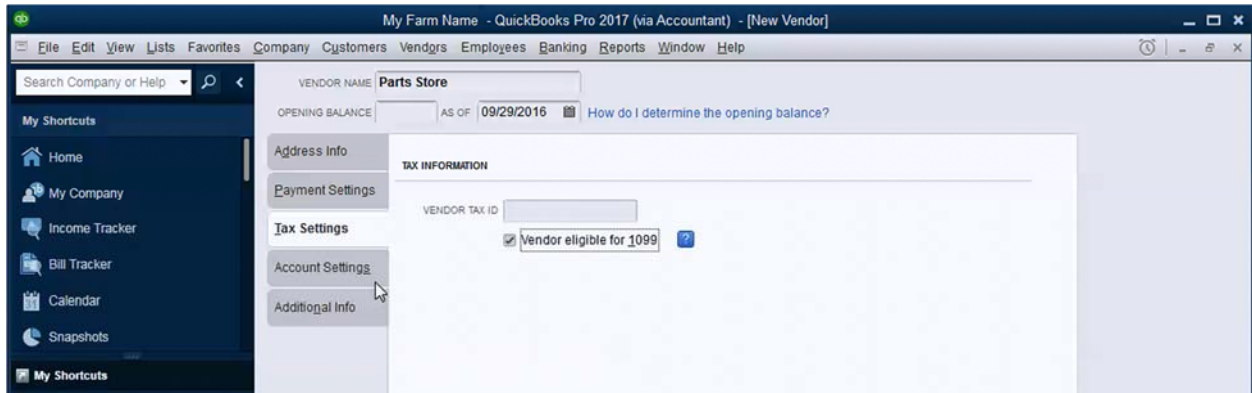 qb
My Farm Name - QuickBooks Pro 2017 (via Accountant) - [New Vendor]
File Edit View Lists Favorites Company Customers Vendors Employees Banking Reports Window Help
Search Company or Help
VENDOR NAME Parts Store
OPENING BALANCE AS OF 09/29/2016 How do I determine the opening balance?
My Shortcuts
Home
My Company
Income Tracker
Bill Tracker
Calendar
Snapshots
My Shortcuts
Address Info
Payment Settings
Tax Settings
Account Settings
Additional Info
TAX INFORMATION
VENDOR TAX ID
Vendor eligible for 1099 ?